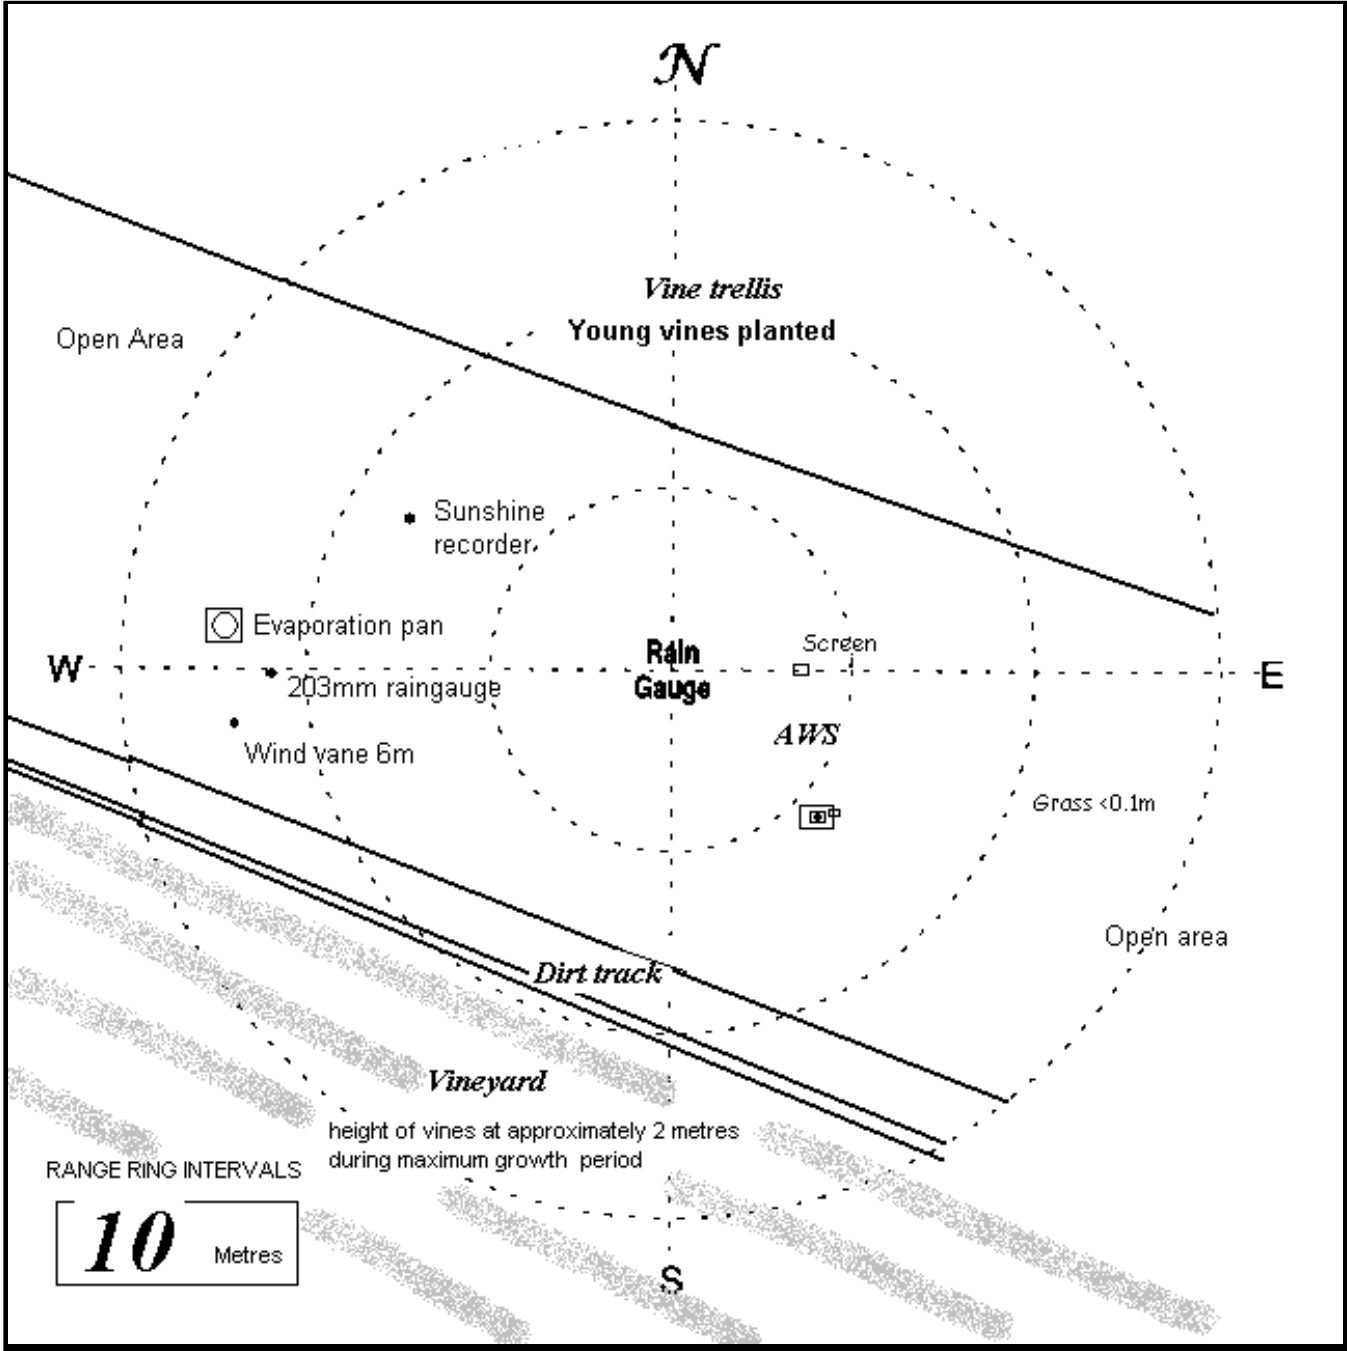 N
Vine trellis
Young vines planted
Open Area
Sunshine
recorder
Evaporation pan
Rain
Gauge
Screen
W
E
203mm raingauge
Wind vane 6m
AWS
Grass <0.1m
Open area
Dirt track
Vineyard
height of vines at approximately 2 metres
during maximum growth period
RANGE RING INTERVALS
10 Metres
S